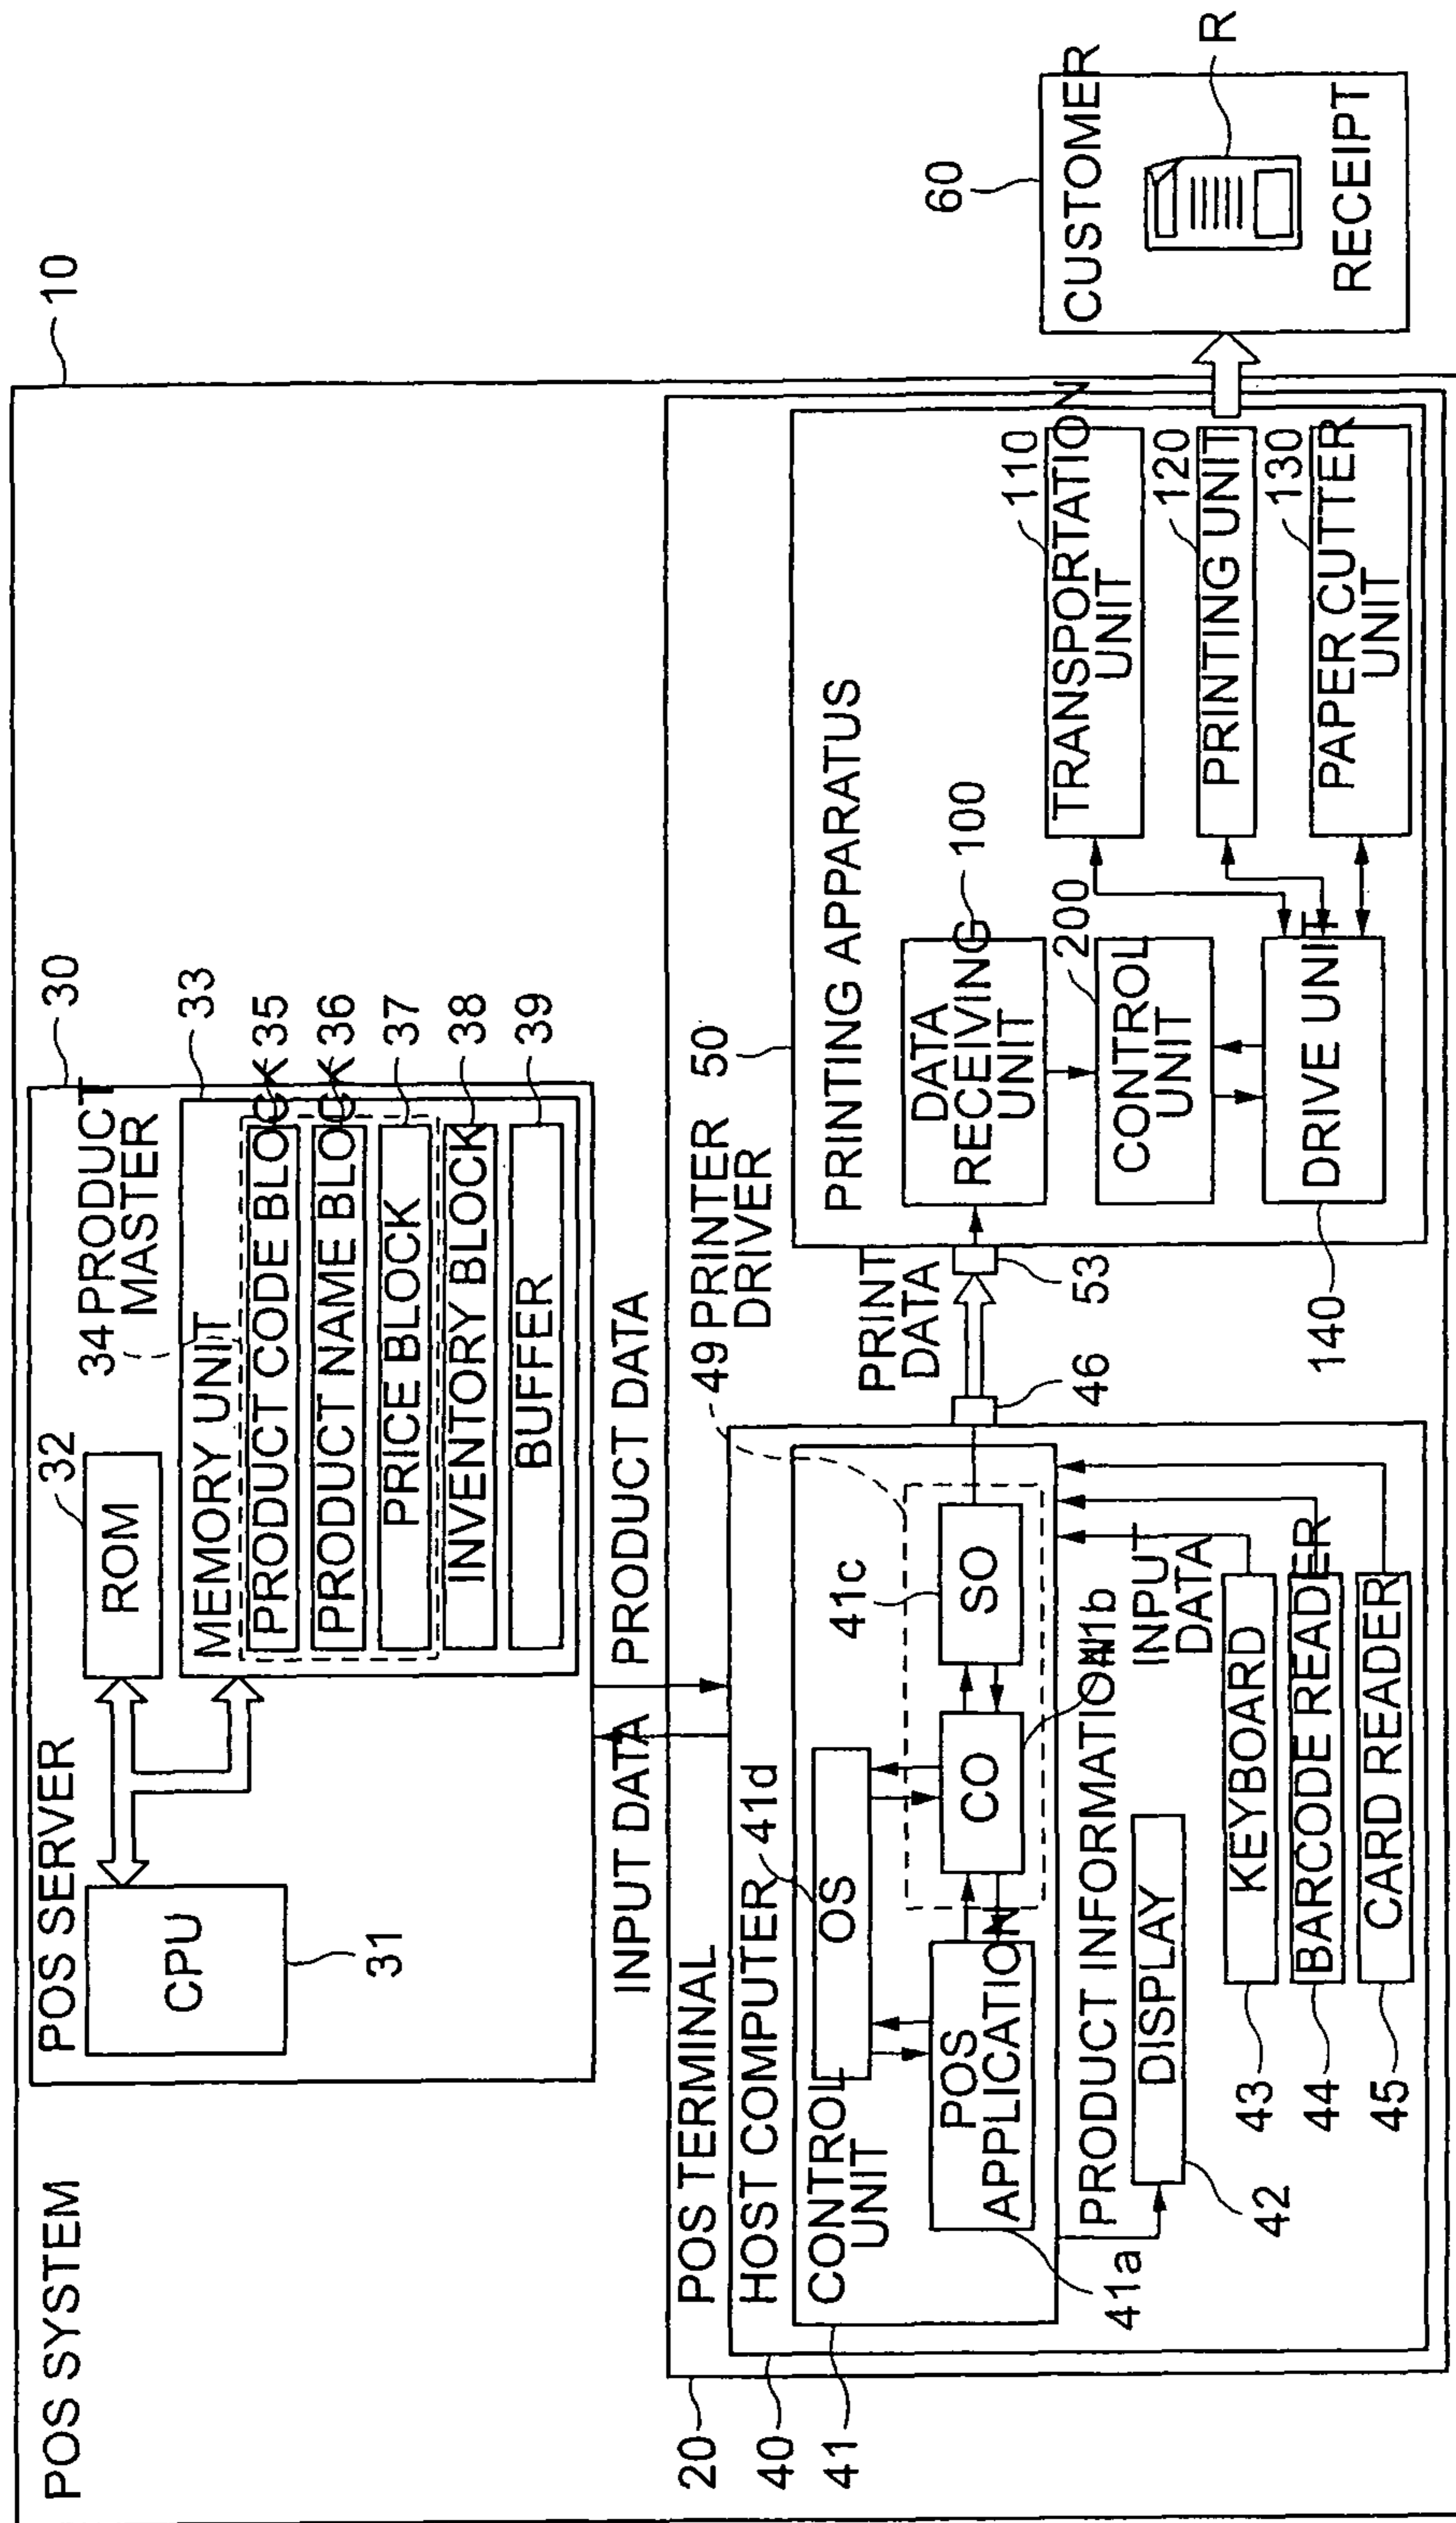 POS SYSTEM
10
POS SERVER
30
CPU
31
ROM
32
34 PRODUCT
MASTER
MEMORY UNIT
33
PRODUCT CODE BLOCK
35
PRODUCT NAME BLOCK
36
PRICE BLOCK
37
INVENTORY BLOCK
38
BUFFER
39
INPUT DATA
PRODUCT DATA
POS TERMINAL
20
HOST COMPUTER
40
CONTROL
UNIT
41
OS
41d
POS
APPLICATION
41a
CO
41b
SO
41c
49 PRINTER
DRIVER
46
PRODUCT INFORMATION
DISPLAY
42
INPUT
DATA
KEYBOARD
43
BARCODE READER
44
CARD READER
45
PRINT
DATA
53
50
PRINTING APPARATUS
DATA
RECEIVING
UNIT
100
CONTROL
UNIT
200
DRIVE UNIT
140
TRANSPORTATION
UNIT
110
PRINTING UNIT
120
PAPER CUTTER
UNIT
130
60
CUSTOMER
R
RECEIPT